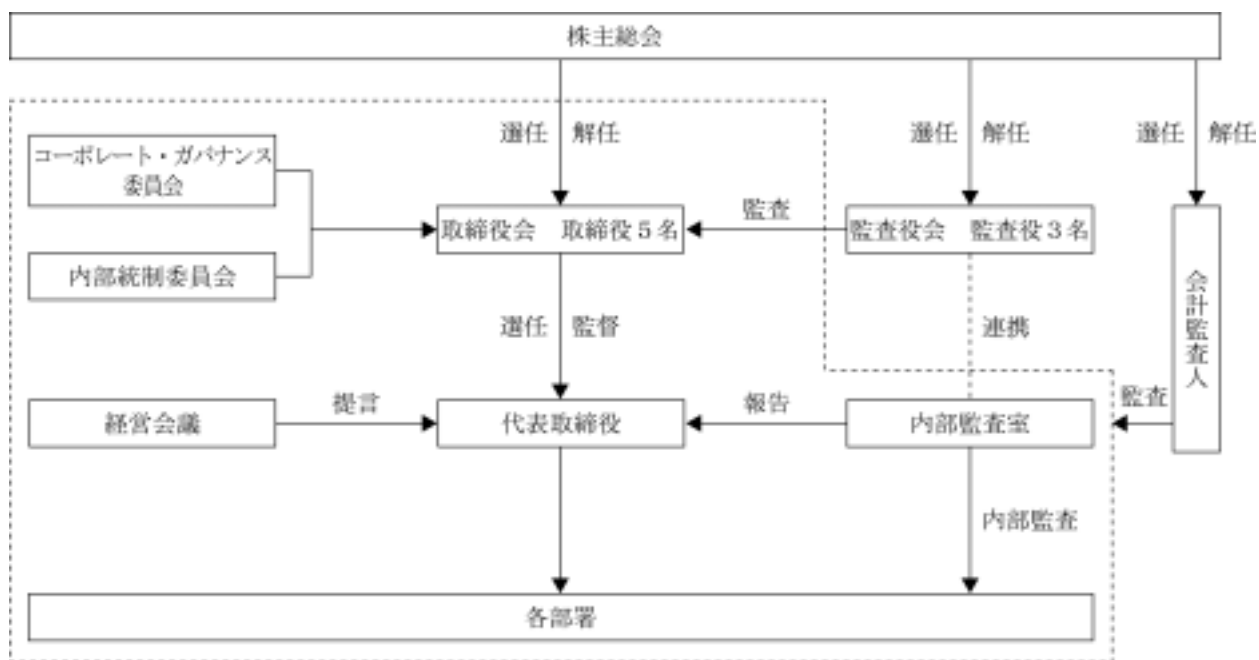 株主総会
選任 解任
選任 解任
選任 解任
コーポレート・ガバナンス
委員会
取締役会 取締役5名
監査
監査役会 監査役3名
内部統制委員会
会計監査人
選任 監督
連携
経営会議
提言
代表取締役
報告
内部監査室
監査
内部監査
各部署